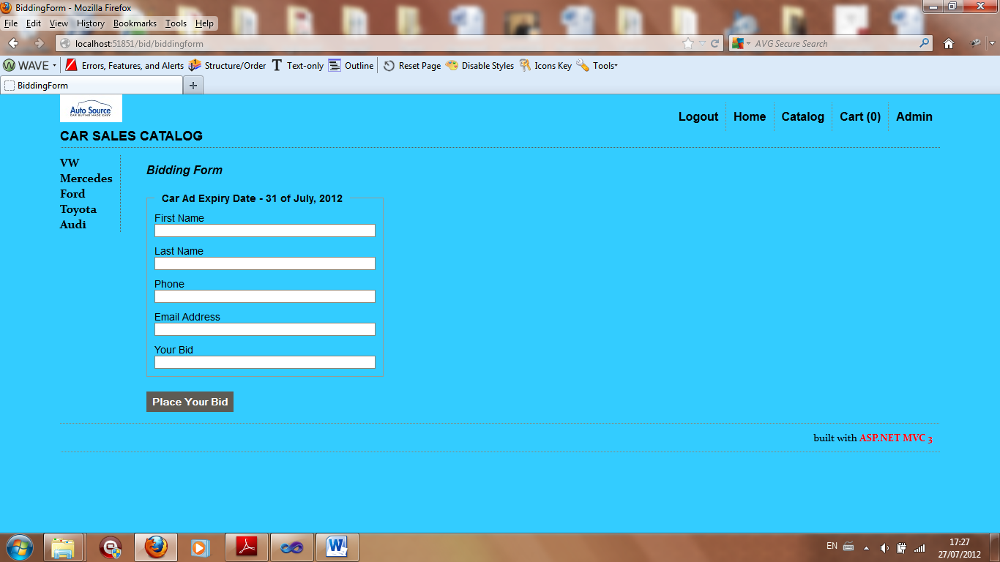 BiddingForm - Mozilla Firefox
File Edit View History Bookmarks Tools Help
localhost:51851/bid/biddingform
AVG Secure Search
WAVE Errors, Features, and Alerts Structure/Order Text-only Outline Reset Page Disable Styles Icons Key Tools
BiddingForm
Auto Source
CAR BUYING MADE EASY
Logout Home Catalog Cart (0) Admin
CAR SALES CATALOG
VW
Mercedes
Ford
Toyota
Audi
Bidding Form
Car Ad Expiry Date - 31 of July, 2012
First Name
Last Name
Phone
Email Address
Your Bid
Place Your Bid
built with ASP.NET MVC 3
EN
17:27
27/07/2012